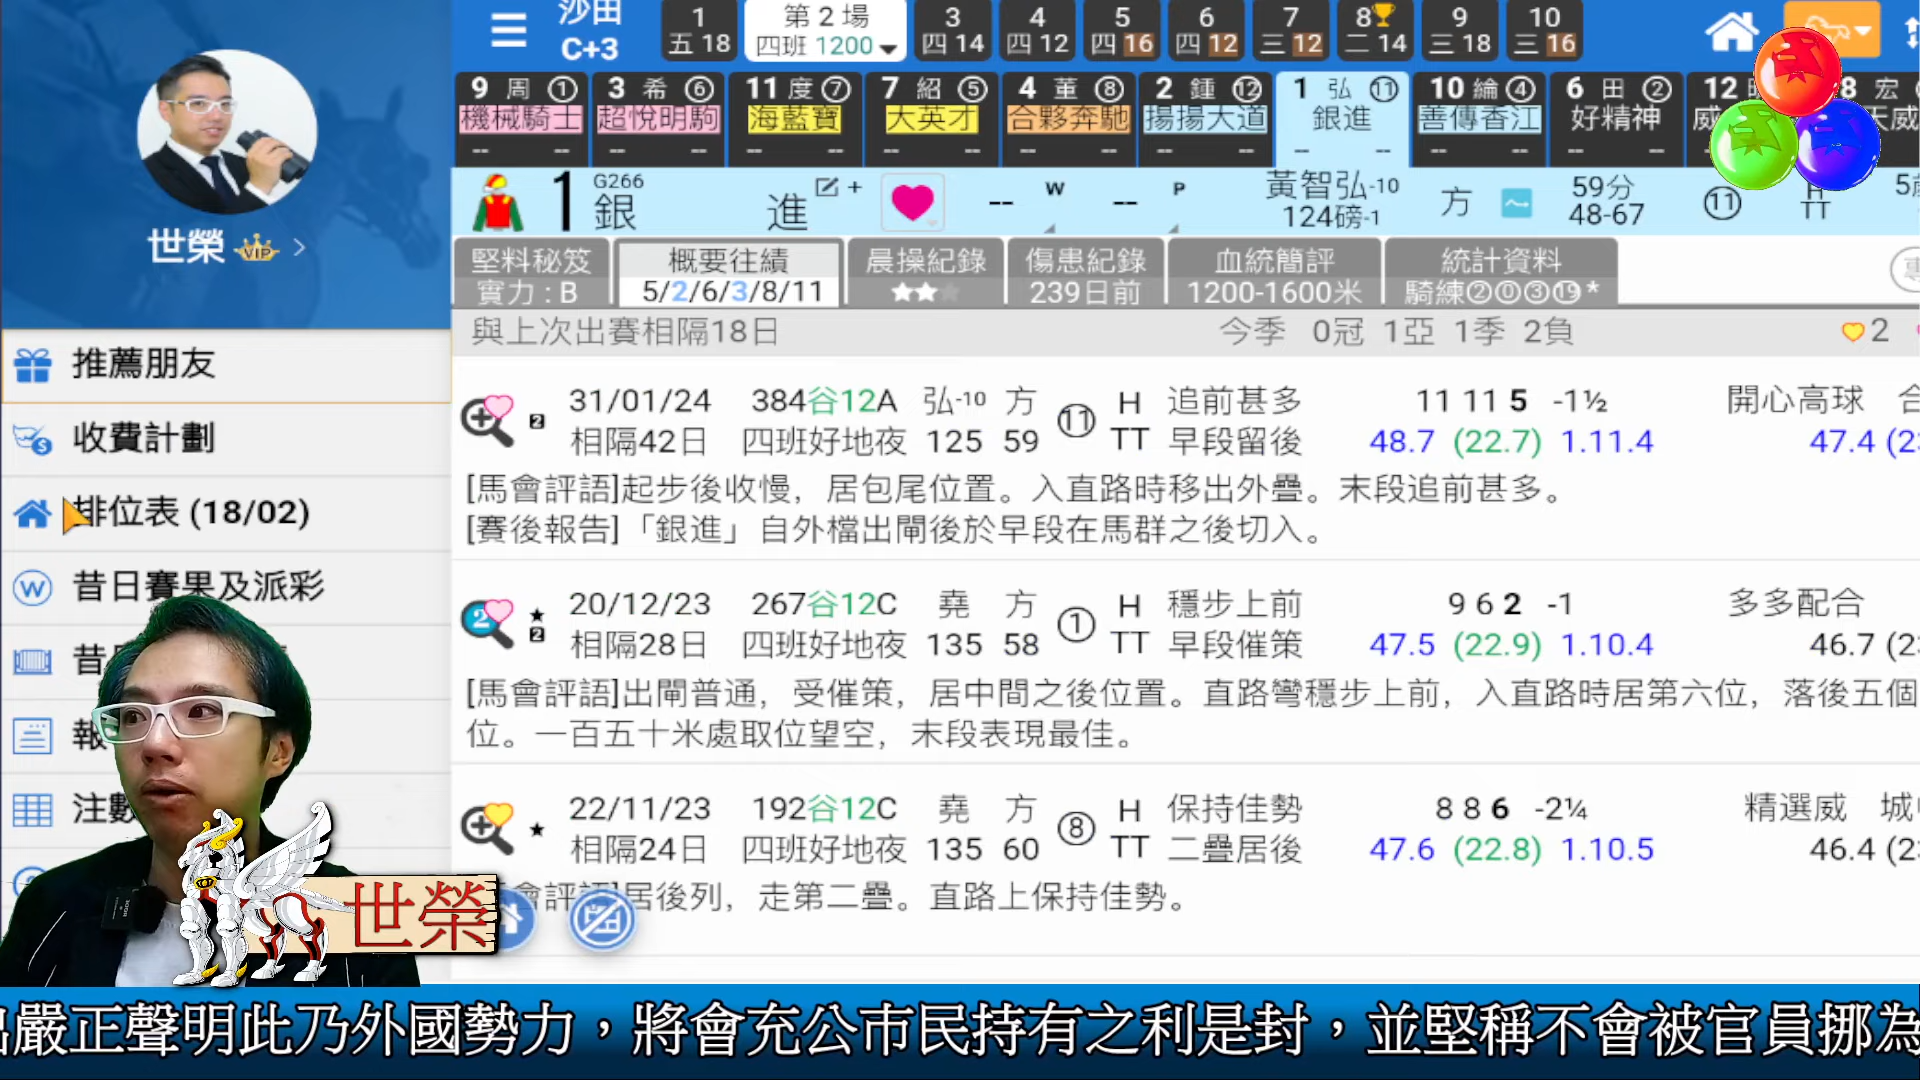 世榮 VIP
推薦朋友
收費計劃
排位表 (18/02)
昔日賽果及派彩
沙田
C+3
1
五 18
第 2 場
四班 1200
3
四 14
4
四 12
5
四 16
6
四 12
7
三 12
8
二 14
9
三 18
10
三 16
9 周 ①
機械騎士
-- --
3 希 ⑥
超悅明駒
-- --
11 度 ⑦
海藍寶
-- --
7 紹 ⑤
大英才
-- --
4 董 ⑧
合夥奔馳
-- --
2 鍾 ⑫
揚揚大道
-- --
1 弘 ⑪
銀進
-- --
10 綸 ④
善傳香江
-- --
6 田 ②
好精神
-- --
12
威
8 宏
天威
1 G266
銀 進 + -- W -- P
黃智弘-10
124磅-1
方
59分
48-67
⑪
H
TT
堅料秘笈
實力 : B
概要往績
5/2/6/3/8/11
晨操紀錄
★★★
傷患紀錄
239日前
血統簡評
1200-1600米
統計資料
騎練②⓪③⑲*
與上次出賽相隔18日 今季 0冠 1亞 1季 2負 2
2 31/01/24 384谷12A 弘-10 方 ⑪ H 追前甚多 11 11 5 -1½ 開心高球
相隔42日 四班好地夜 125 59 TT 早段留後 48.7 (22.7) 1.11.4 47.4
[馬會評語]起步後收慢，居包尾位置。入直路時移出外疊。末段追前甚多。
[賽後報告]「銀進」自外檔出閘後於早段在馬群之後切入。
2 ★ 2 20/12/23 267谷12C 堯 方 ① H 穩步上前 9 6 2 -1 多多配合
相隔28日 四班好地夜 135 58 TT 早段催策 47.5 (22.9) 1.10.4 46.7
[馬會評語]出閘普通，受催策，居中間之後位置。直路彎穩步上前，入直路時居第六位，落後五個
位。一百五十米處取位望空，末段表現最佳。
★ 22/11/23 192谷12C 堯 方 ⑧ H 保持佳勢 8 8 6 -2¼ 精選威
相隔24日 四班好地夜 135 60 TT 二疊居後 47.6 (22.8) 1.10.5 46.4
會評語]居後列，走第二疊。直路上保持佳勢。
世榮
嚴正聲明此乃外國勢力，將會充公市民持有之利是封，並堅稱不會被官員挪為